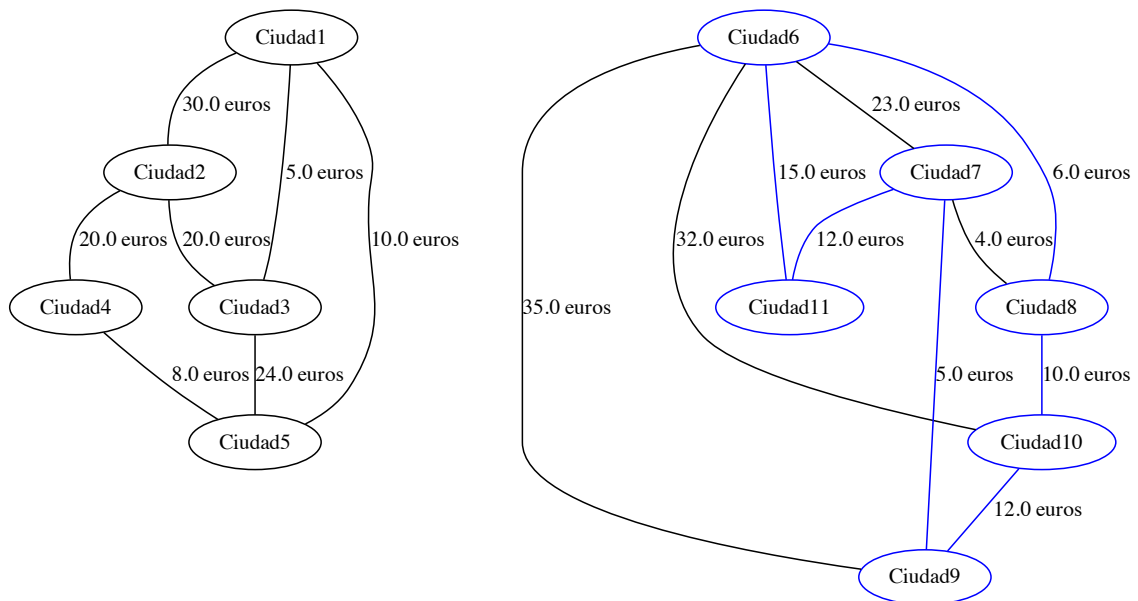 Ciudad1
Ciudad6
30.0 euros
23.0 euros
Ciudad2
5.0 euros
15.0 euros
Ciudad7
6.0 euros
20.0 euros
20.0 euros
10.0 euros
32.0 euros
12.0 euros
4.0 euros
Ciudad4
Ciudad3
35.0 euros
Ciudad11
Ciudad8
8.0 euros
24.0 euros
5.0 euros
10.0 euros
Ciudad5
Ciudad10
12.0 euros
Ciudad9